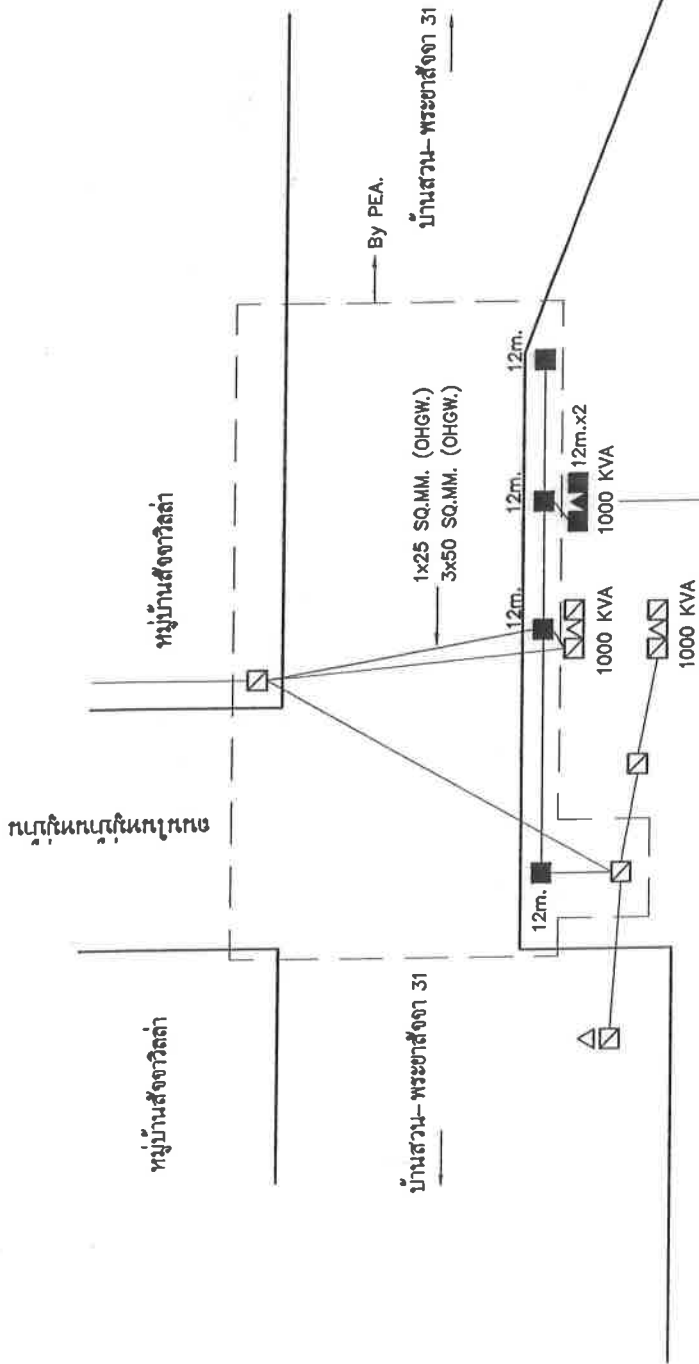 หมู่บ้านสัจจาวิลล่า
หมู่บ้านสัจจาวิลล่า
บ้านสวน-พระยาสัจจา 31
บ้านสวน-พระยาสัจจา 31
By PEA.
1x25 SQ.MM. (OHGW.)
3x50 SQ.MM. (OHGW.)
12m.
12m.
12m.
12m.
12m.x2
1000 KVA
1000 KVA
1000 KVA